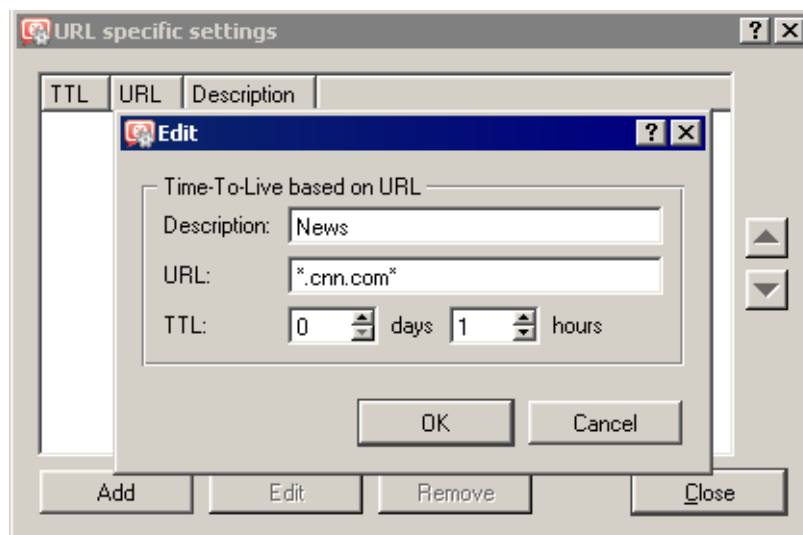 URL specific settings
TTL URL Description
Edit
Time-To-Live based on URL
Description: News
URL: *.cnn.com*
TTL: 0 days 1 hours
OK Cancel
Add Edit Remove Close